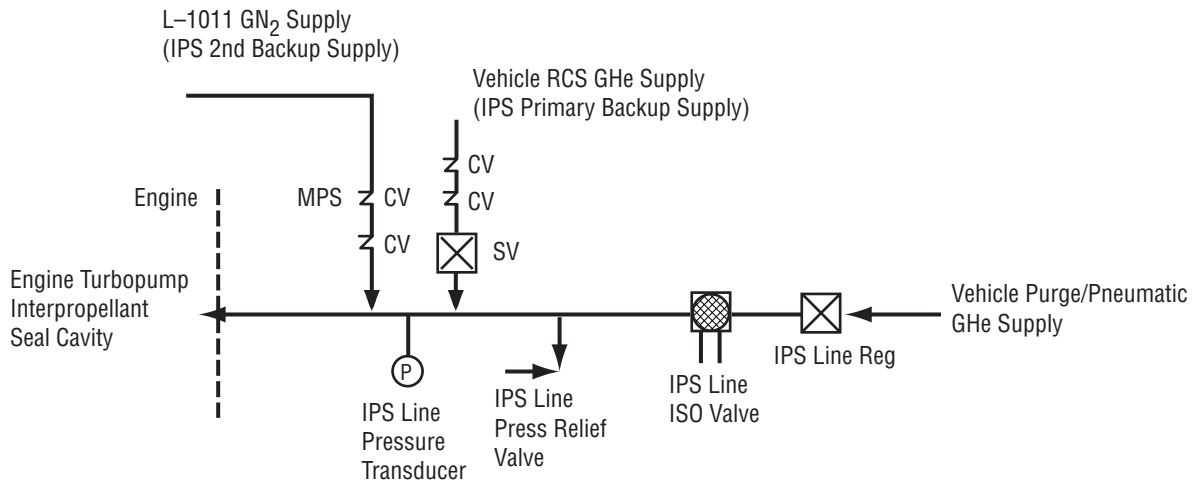 L–1011 GN2 Supply
(IPS 2nd Backup Supply)
Vehicle RCS GHe Supply
(IPS Primary Backup Supply)
CV
CV
Engine
MPS
CV
CV
SV
Engine Turbopump
Interpropellant
Seal Cavity
Vehicle Purge/Pneumatic
GHe Supply
IPS Line Reg
P
IPS Line
Pressure
Transducer
IPS Line
Press Relief
Valve
IPS Line
ISO Valve